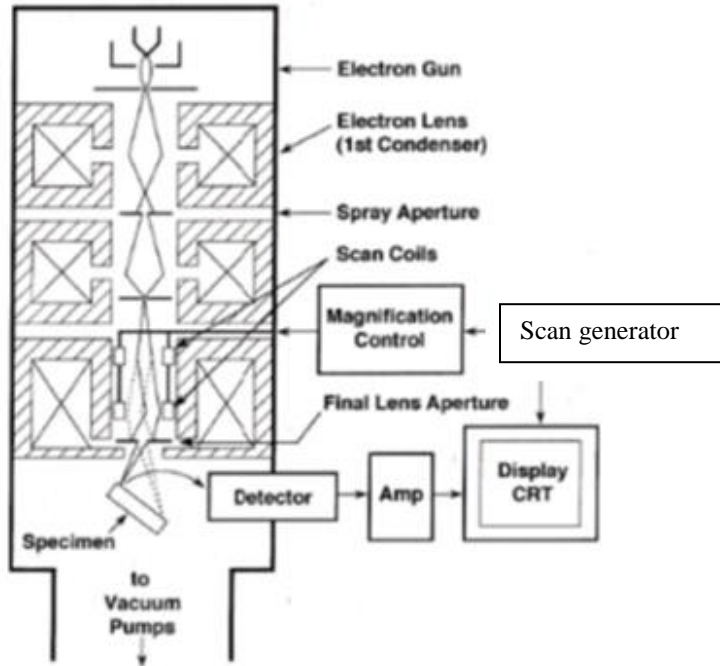 Electron Gun
Electron Lens
(1st Condenser)
Spray Aperture
Scan Coils
Magnification
Control
Scan generator
Final Lens Aperture
Detector
Amp
Display
CRT
Specimen
to
Vacuum
Pumps